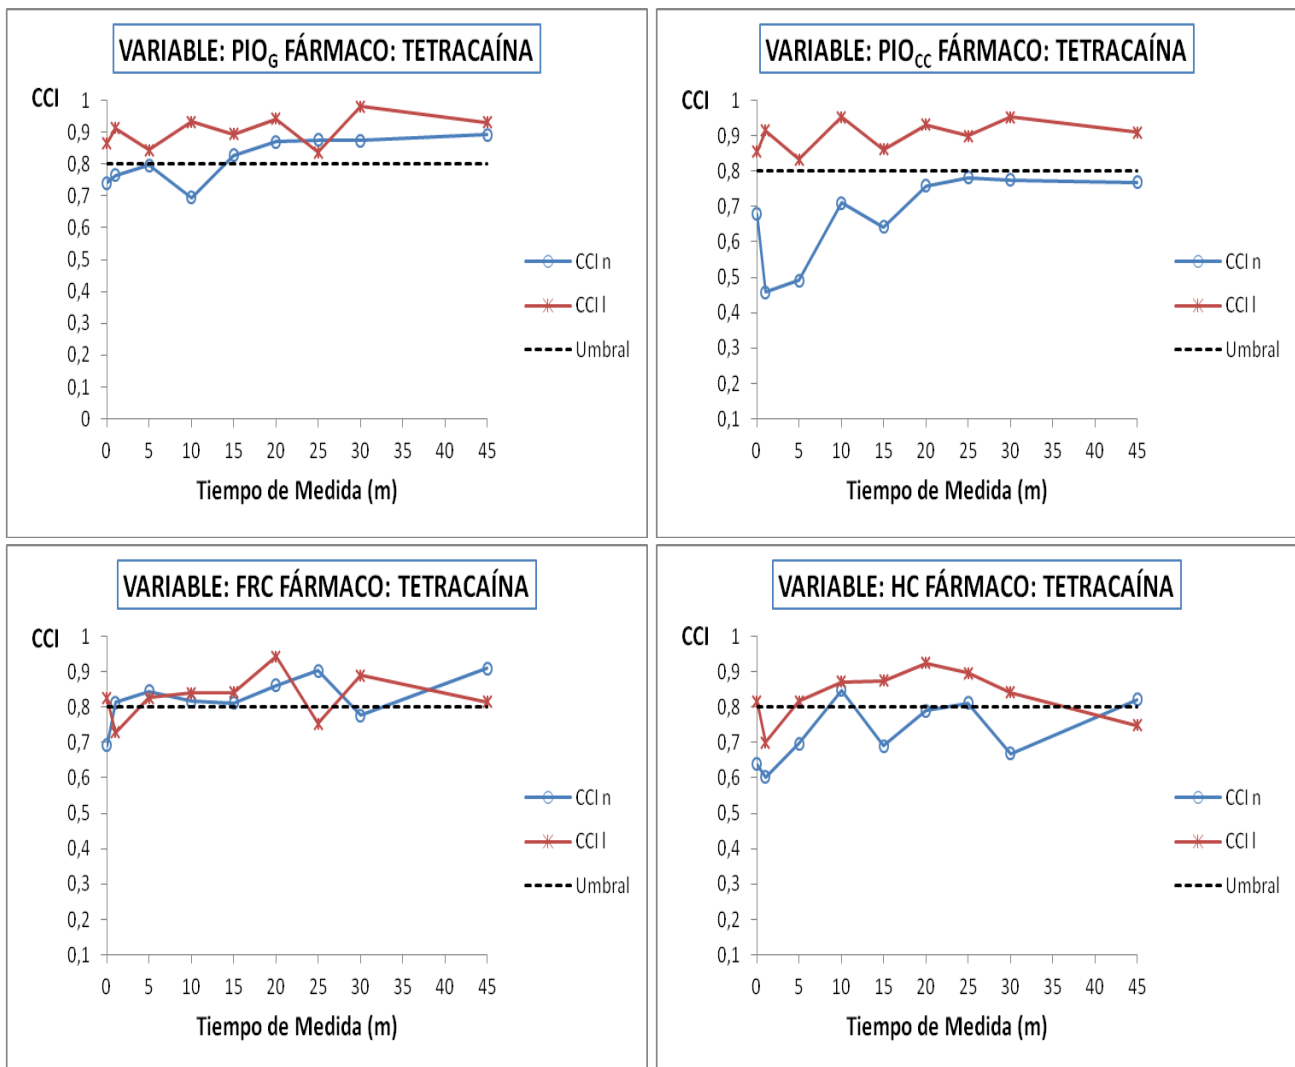 VARIABLE: PIOG FÁRMACO: TETRACAÍNA
CCI
1
0,9
0,8
0,7
0,6
0,5
0,4
0,3
0,2
0,1
0
0 5 10 15 20 25 30 35 40 45
Tiempo de Medida (m)
CCI n
CCI l
Umbral
VARIABLE: PIOCC FÁRMACO: TETRACAÍNA
CCI
1
0,9
0,8
0,7
0,6
0,5
0,4
0,3
0,2
0,1
0 5 10 15 20 25 30 35 40 45
Tiempo de Medida (m)
CCI n
CCI l
Umbral
VARIABLE: FRC FÁRMACO: TETRACAÍNA
CCI
1
0,9
0,8
0,7
0,6
0,5
0,4
0,3
0,2
0,1
0 5 10 15 20 25 30 35 40 45
Tiempo de Medida (m)
CCI n
CCI l
Umbral
VARIABLE: HC FÁRMACO: TETRACAÍNA
CCI
1
0,9
0,8
0,7
0,6
0,5
0,4
0,3
0,2
0,1
0 5 10 15 20 25 30 35 40 45
Tiempo de Medida (m)
CCI n
CCI l
Umbral